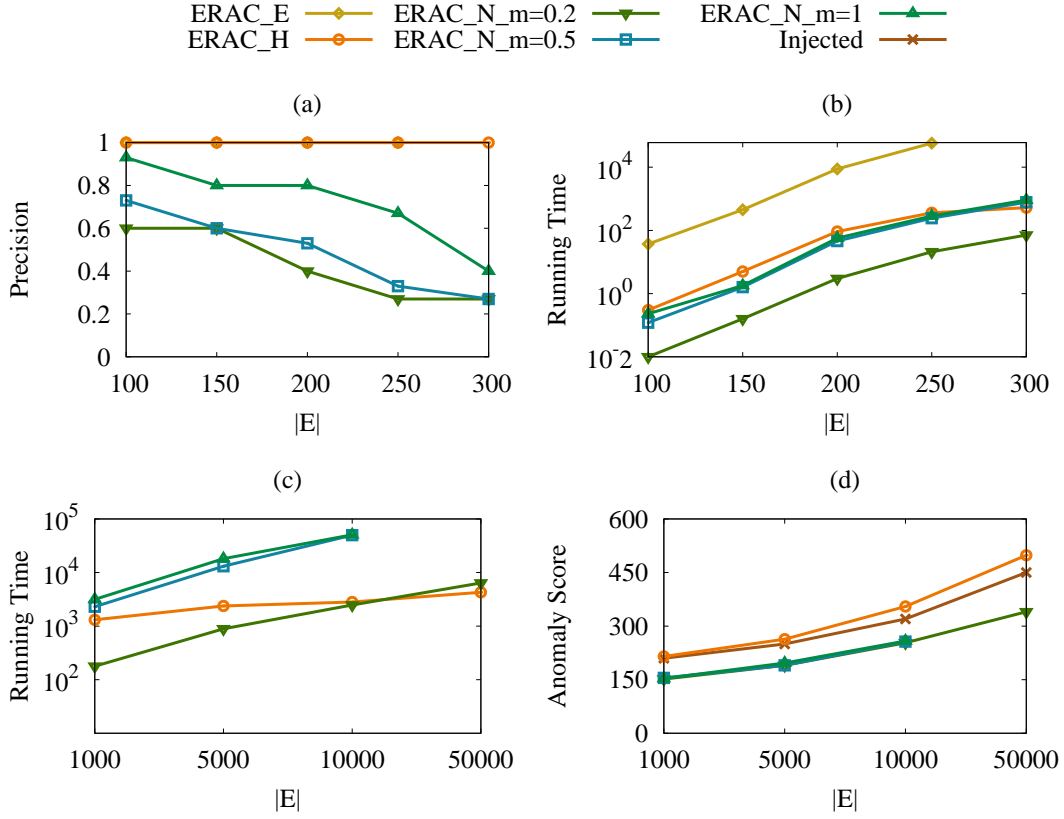 ERAC_E ERAC_N_m=0.2 ERAC_N_m=1
ERAC_H ERAC_N_m=0.5 Injected
(a)
Precision
1
0.8
0.6
0.4
0.2
0
100 150 200 250 300
|E|
(b)
Running Time
10^4
10^2
10^0
10^-2
100 150 200 250 300
|E|
(c)
Running Time
10^5
10^4
10^3
10^2
1000 5000 10000 50000
|E|
(d)
Anomaly Score
600
450
300
150
0
1000 5000 10000 50000
|E|